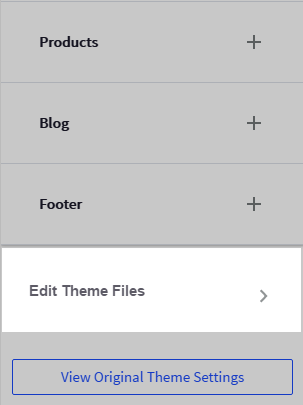 Products
Blog
Footer
Edit Theme Files
View Original Theme Settings